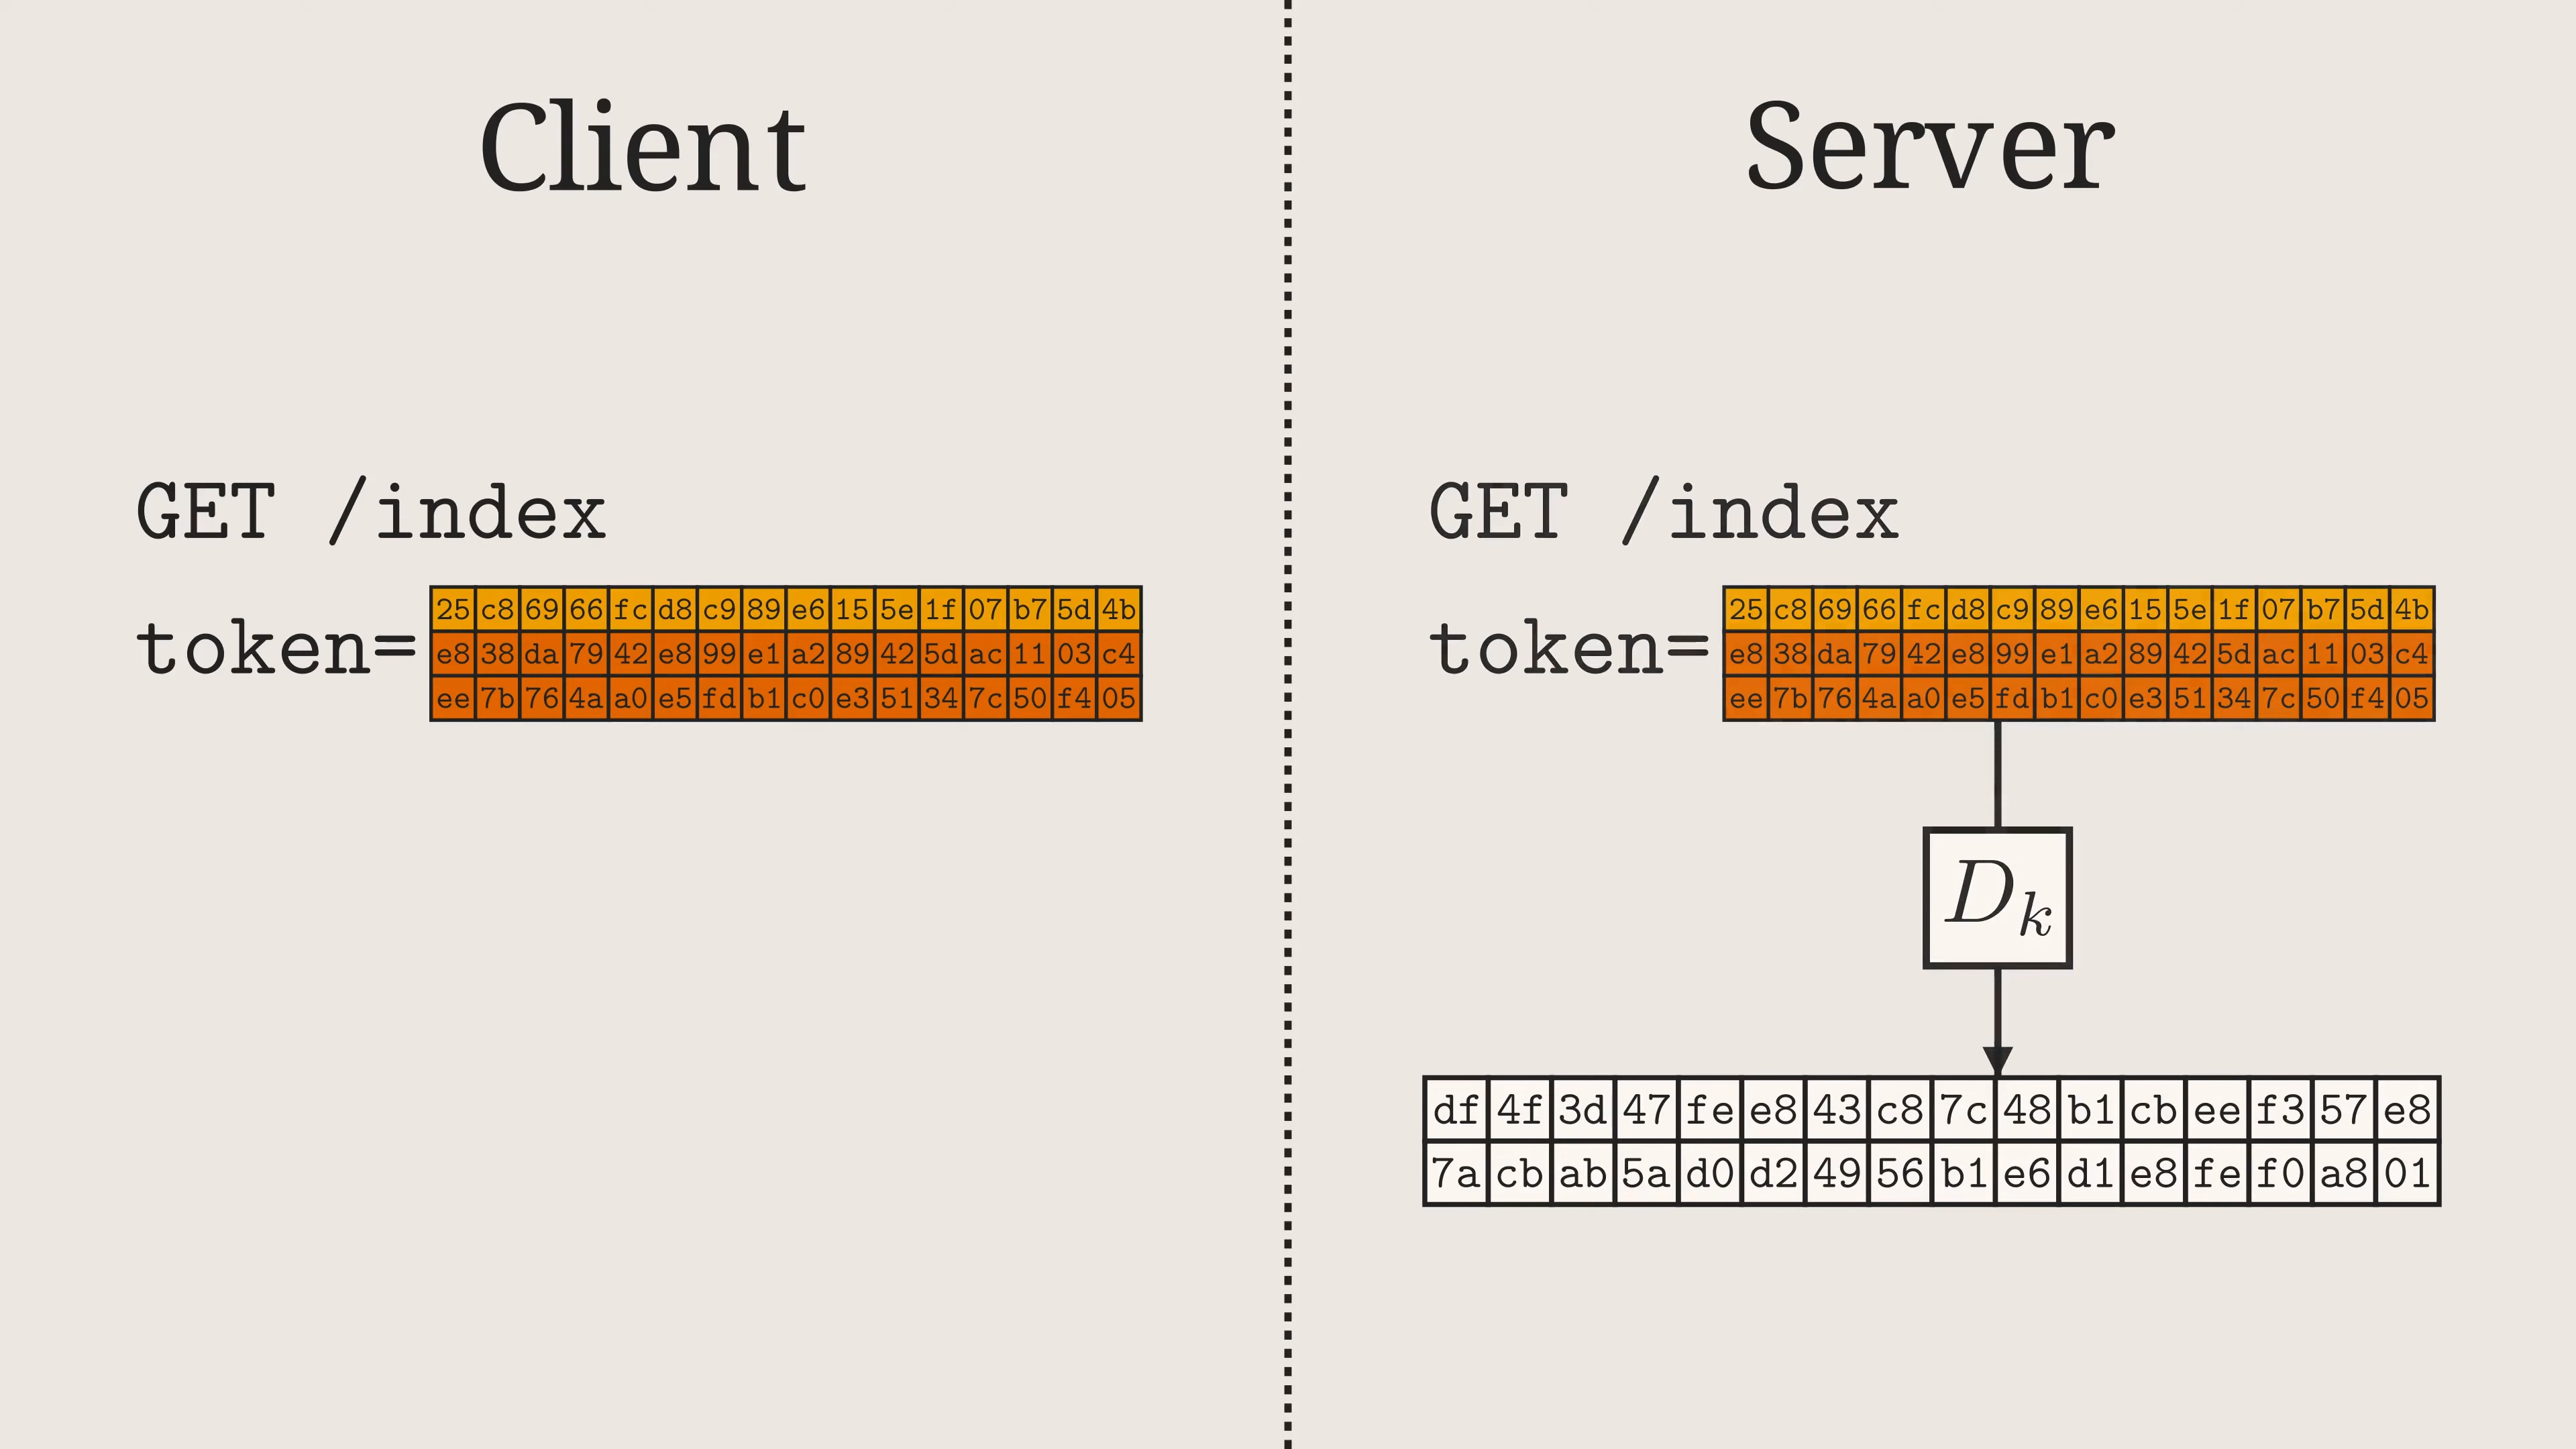 Client
GET /index
token=
25 c8 69 66 fc d8 c9 89 e6 15 5e 1f 07 b7 5d 4b
e8 38 da 79 42 e8 99 e1 a2 89 42 5d ac 11 03 c4
ee 7b 76 4a a0 e5 fd b1 c0 e3 51 34 7c 50 f4 05
Server
GET /index
token=
25 c8 69 66 fc d8 c9 89 e6 15 5e 1f 07 b7 5d 4b
e8 38 da 79 42 e8 99 e1 a2 89 42 5d ac 11 03 c4
ee 7b 76 4a a0 e5 fd b1 c0 e3 51 34 7c 50 f4 05
Dk
df 4f 3d 47 fe e8 43 c8 7c 48 b1 cb ee f3 57 e8
7a cb ab 5a d0 d2 49 56 b1 e6 d1 e8 fe f0 a8 01